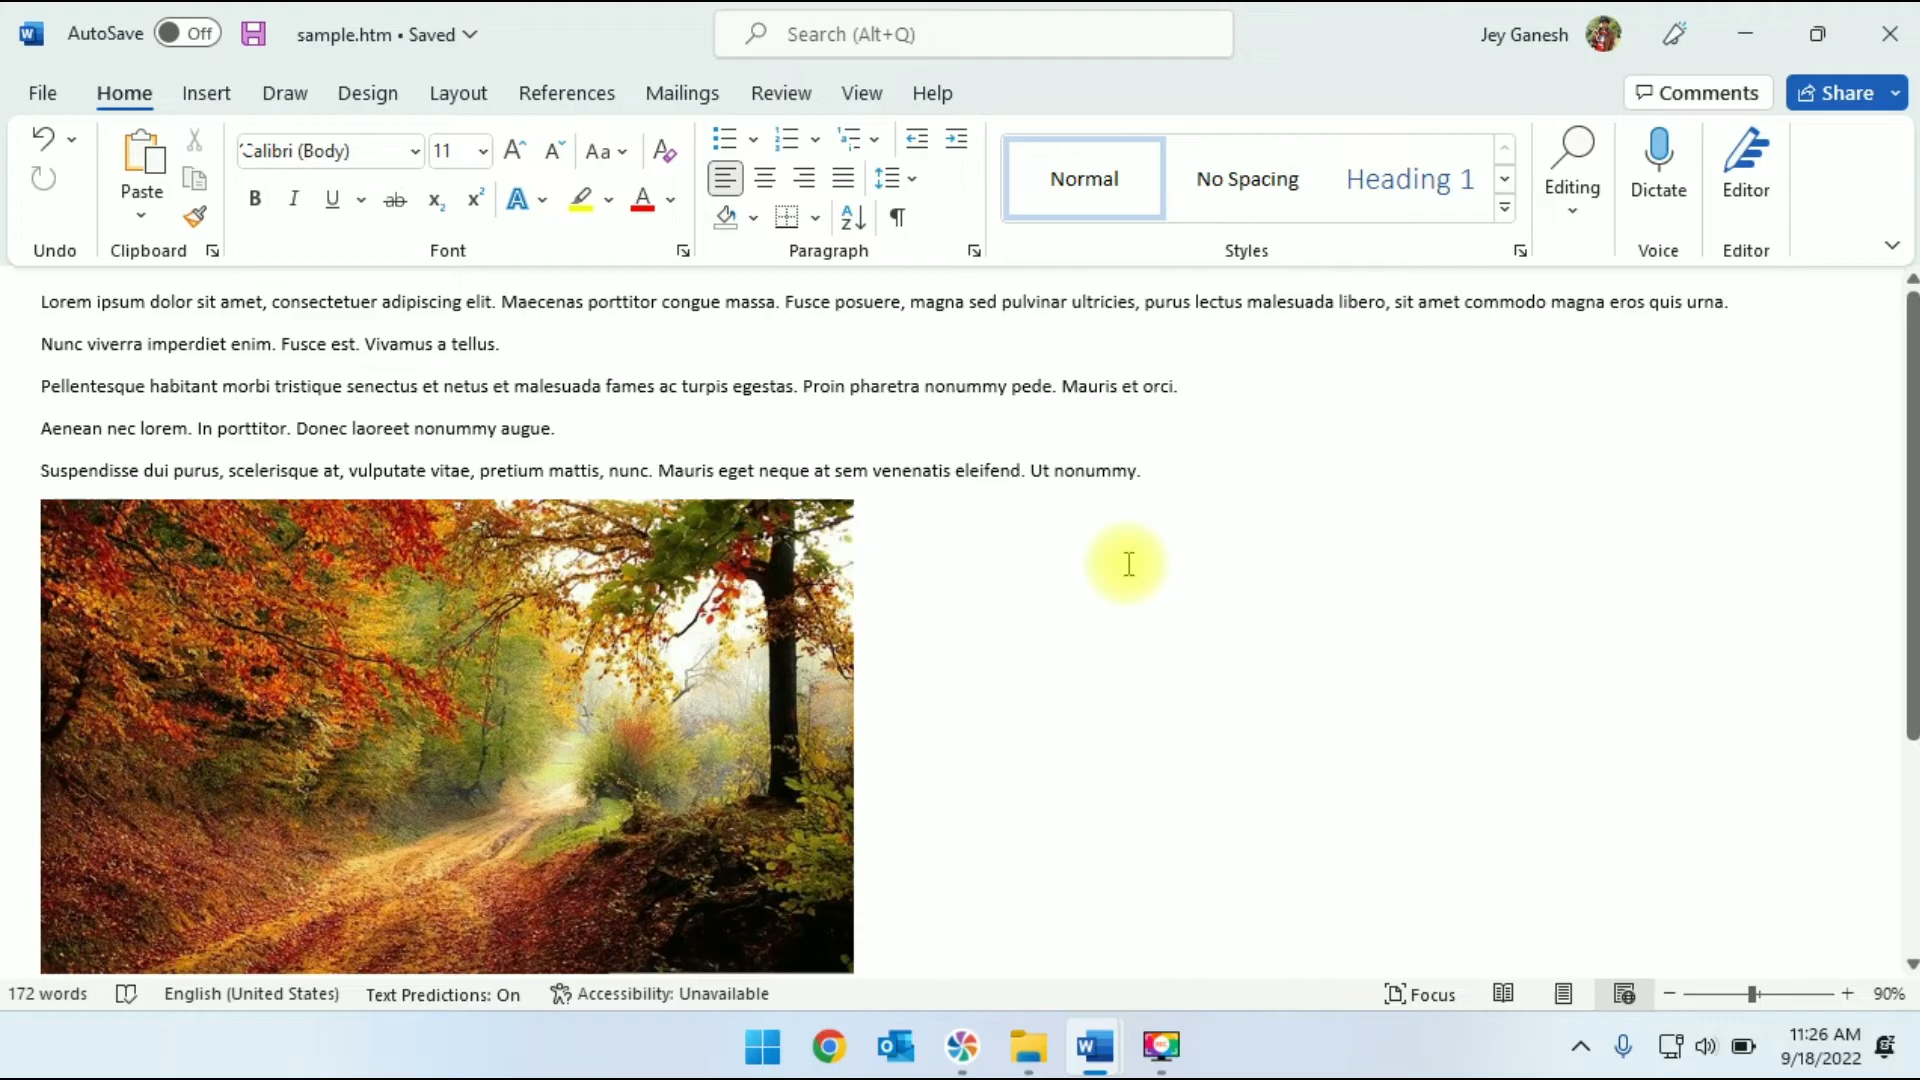 AutoSave Off sample.htm • Saved Search (Alt+Q) Jey Ganesh
File Home Insert Draw Design Layout References Mailings Review View Help Comments Share
Paste
Calibri (Body) 11 Aa
B I U ab x₂ x² A A
Normal No Spacing Heading 1
Editing Dictate Editor
Undo Clipboard Font Paragraph Styles Voice Editor
Lorem ipsum dolor sit amet, consectetuer adipiscing elit. Maecenas porttitor congue massa. Fusce posuere, magna sed pulvinar ultricies, purus lectus malesuada libero, sit amet commodo magna eros quis urna.
Nunc viverra imperdiet enim. Fusce est. Vivamus a tellus.
Pellentesque habitant morbi tristique senectus et netus et malesuada fames ac turpis egestas. Proin pharetra nonummy pede. Mauris et orci.
Aenean nec lorem. In porttitor. Donec laoreet nonummy augue.
Suspendisse dui purus, scelerisque at, vulputate vitae, pretium mattis, nunc. Mauris eget neque at sem venenatis eleifend. Ut nonummy.
172 words English (United States) Text Predictions: On Accessibility: Unavailable Focus 90%
11:26 AM
9/18/2022